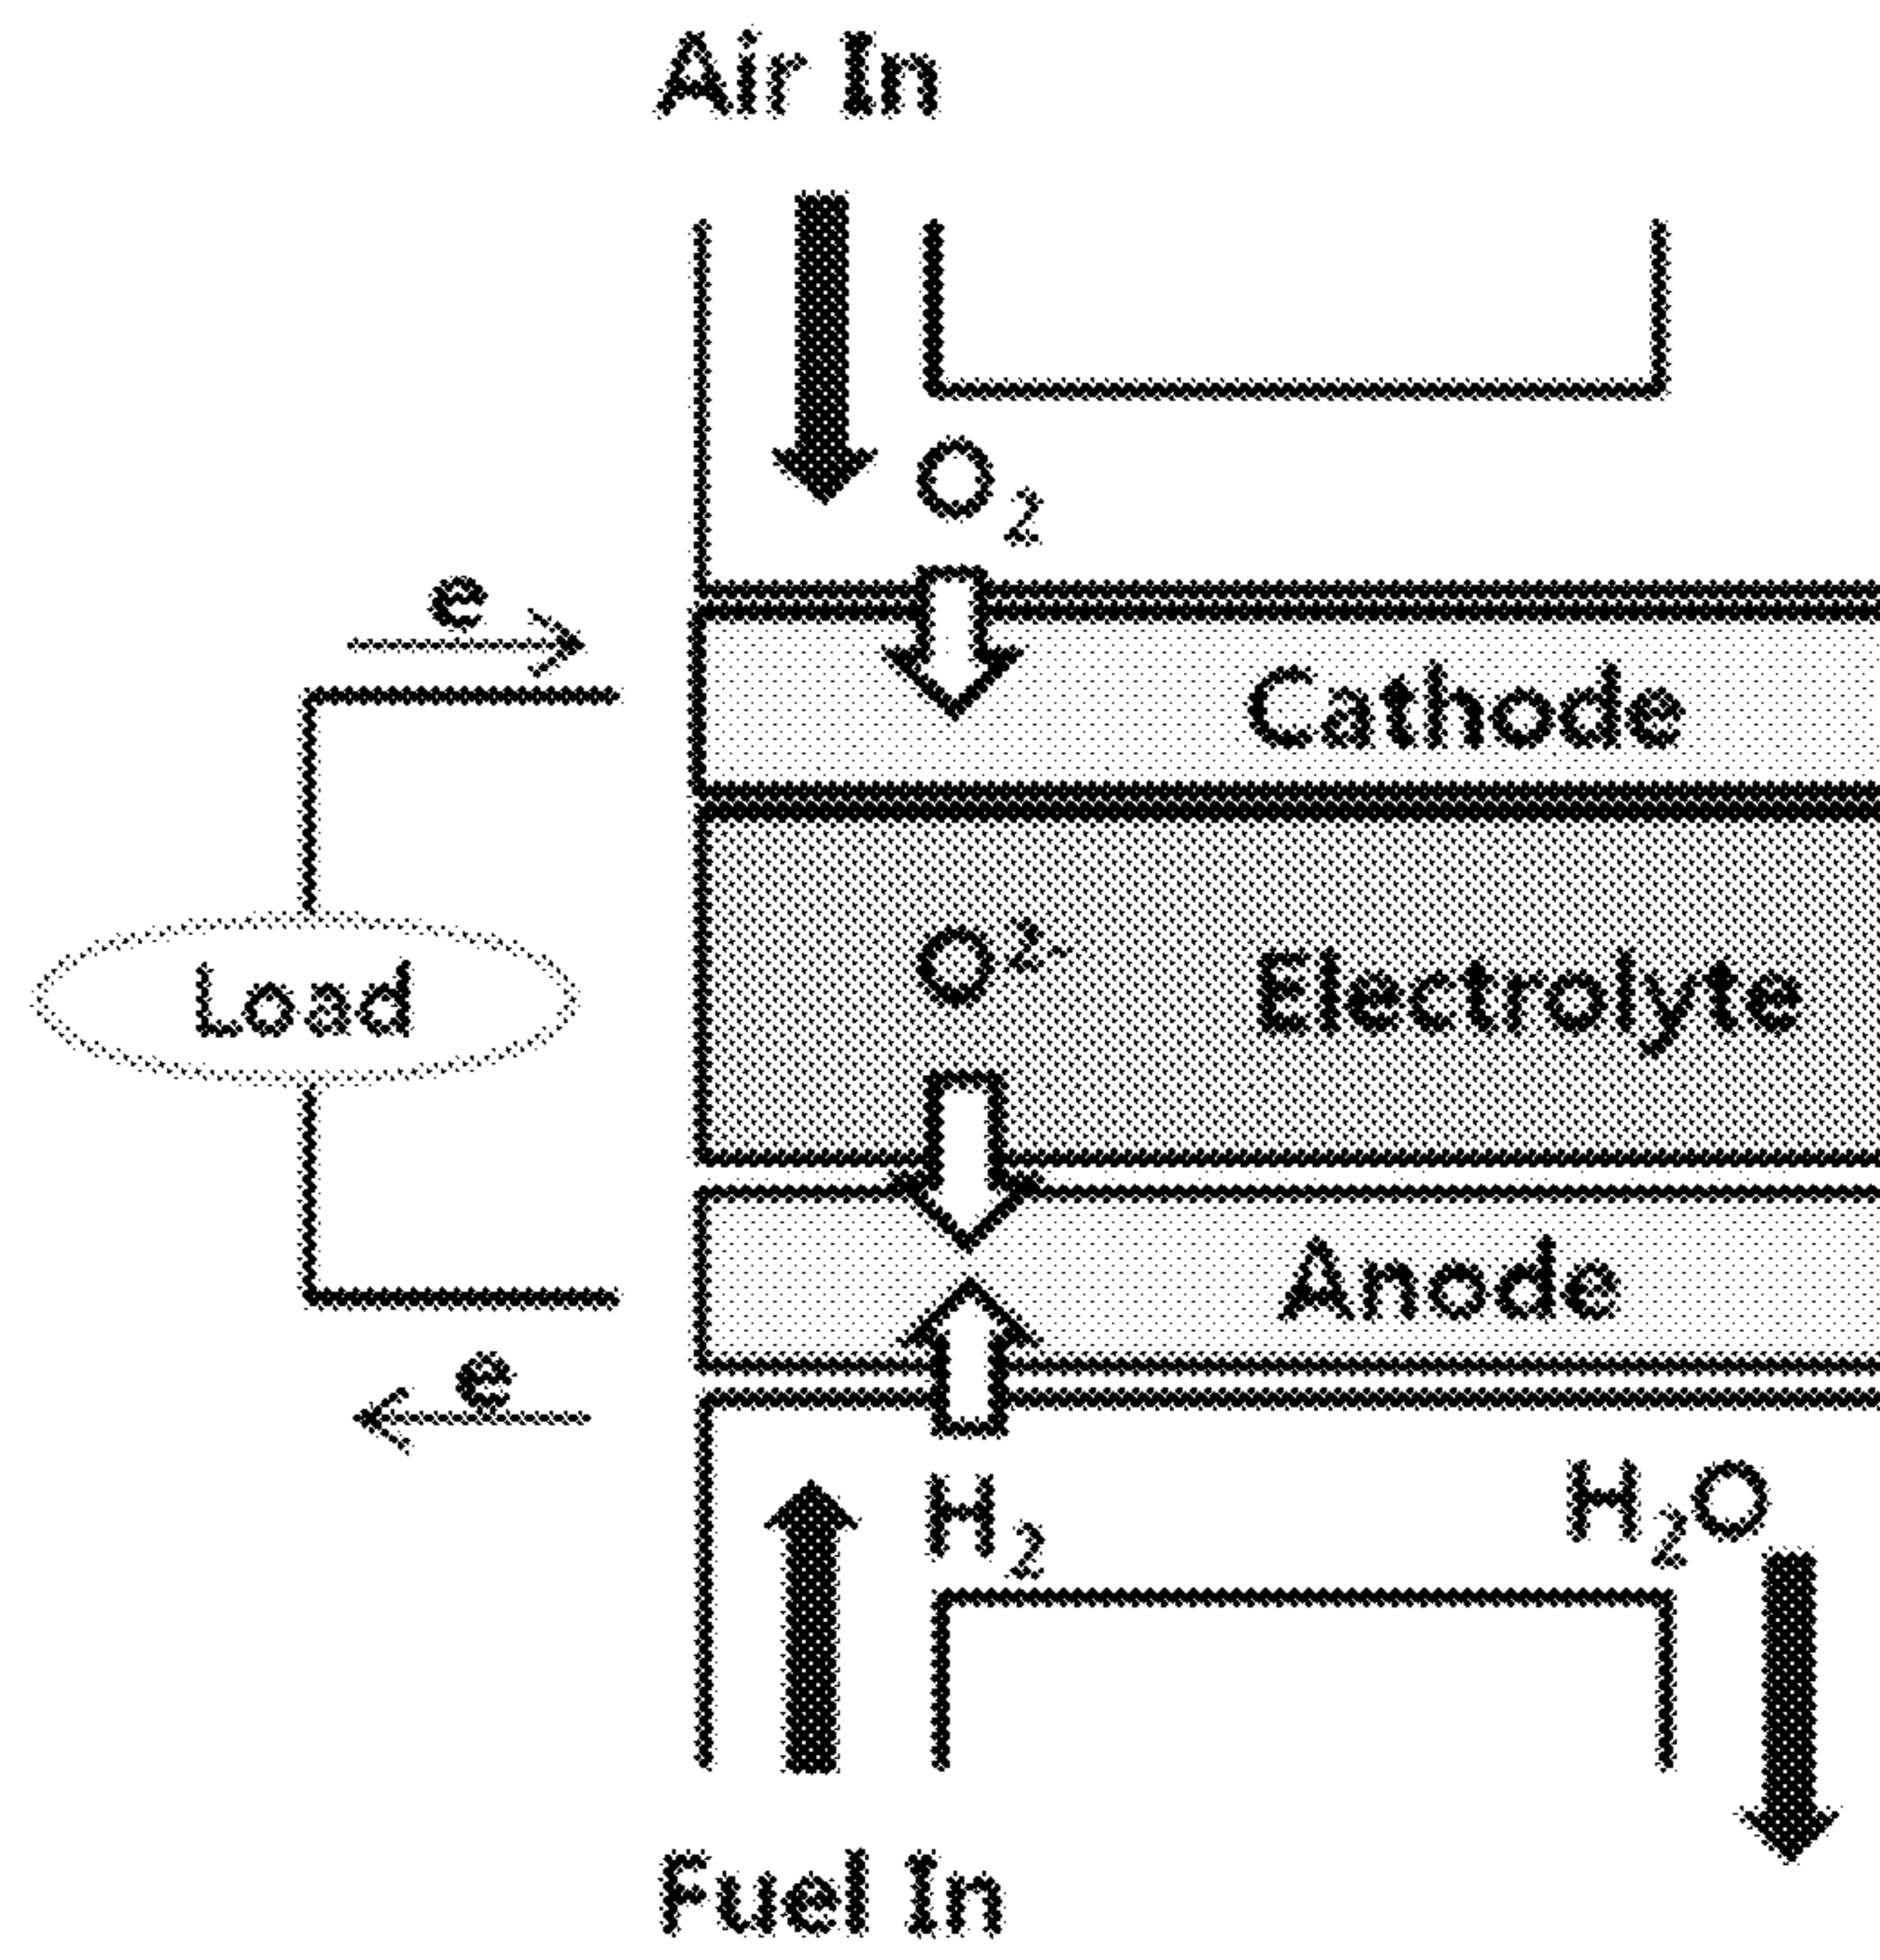 Air In
O₂
e
Cathode
O²⁻
Electrolyte
Load
Anode
e
H₂
H₂O
Fuel In